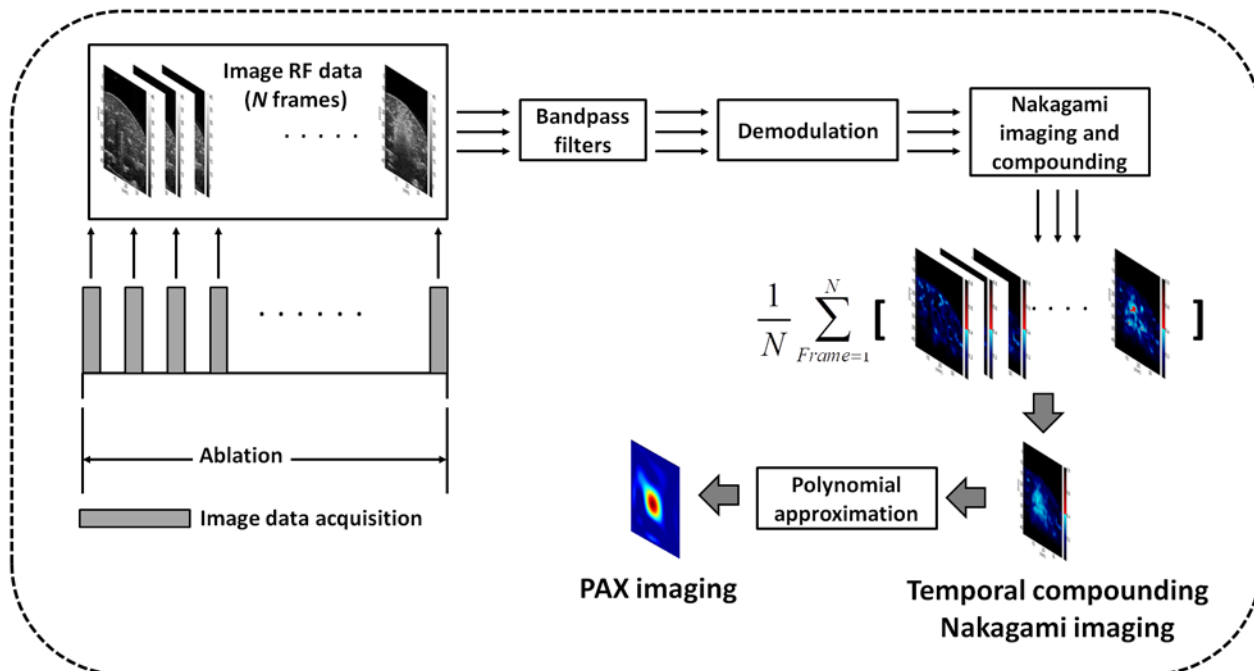 Image RF data
(N frames)
Bandpass
filters
Demodulation
Nakagami
imaging and
compounding
1
N
N
∑
Frame=1
[
]
Ablation
Image data acquisition
Polynomial
approximation
PAX imaging
Temporal compounding
Nakagami imaging